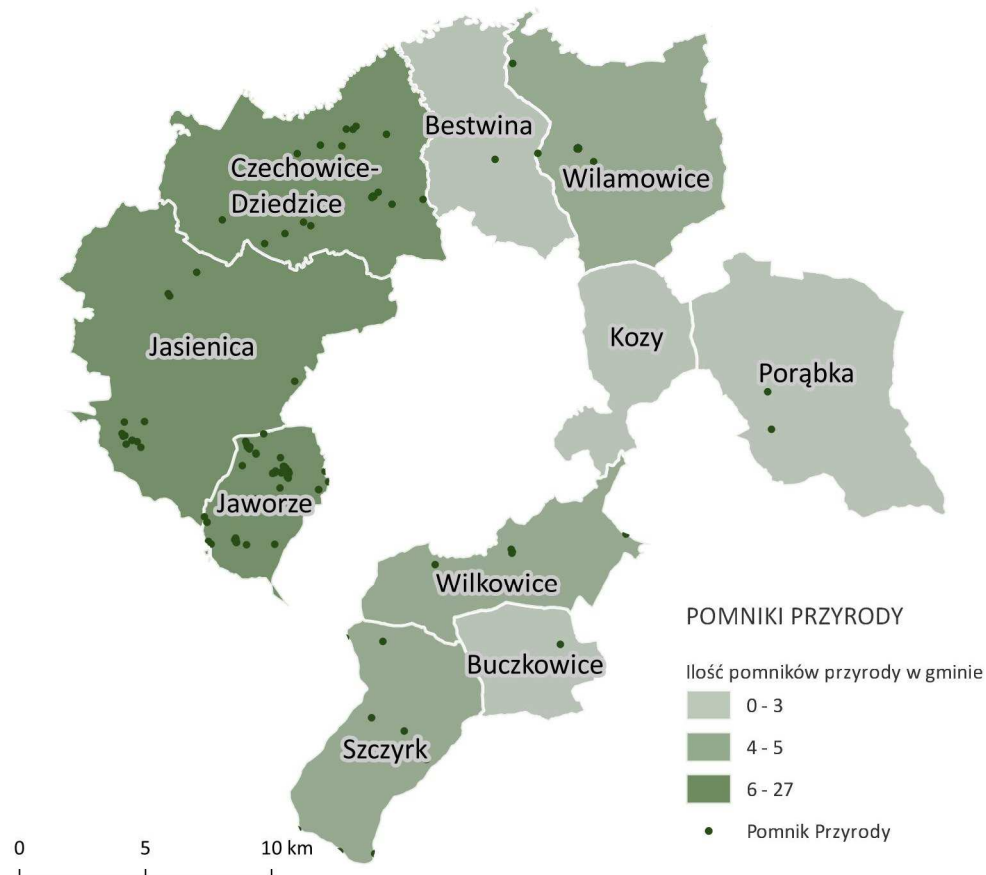 Bestwina
Czechowice-
Dziedzice
Wilamowice
Jasienica
Kozy
Porąbka
Jaworze
Wilkowice
Buczkowice
Szczyrk
POMNIKI PRZYRODY
Ilość pomników przyrody w gminie
0 - 3
4 - 5
6 - 27
Pomnik Przyrody
0 5 10 km